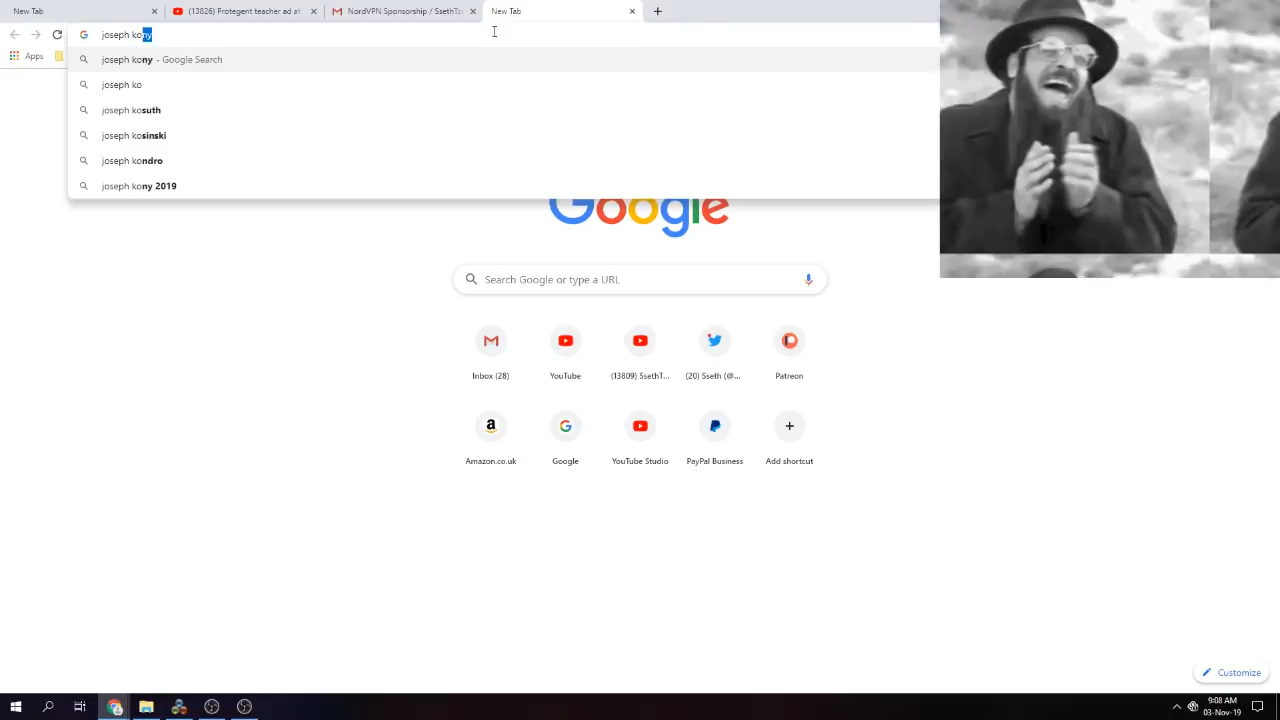 New Tab
(13826) Protegent teacher ad at
NordVPN Sponsorship / SsethTz
New Tab
joseph kony
Apps
joseph kony - Google Search
joseph ko
joseph kosuth
joseph kosinski
joseph kondro
joseph kony 2019
Google
Search Google or type a URL
Inbox (28)
YouTube
(13809) SsethT...
(20) Sseth (@...
Patreon
Amazon.co.uk
Google
YouTube Studio
PayPal Business
Add shortcut
Customize
9:08 AM
03-Nov-19